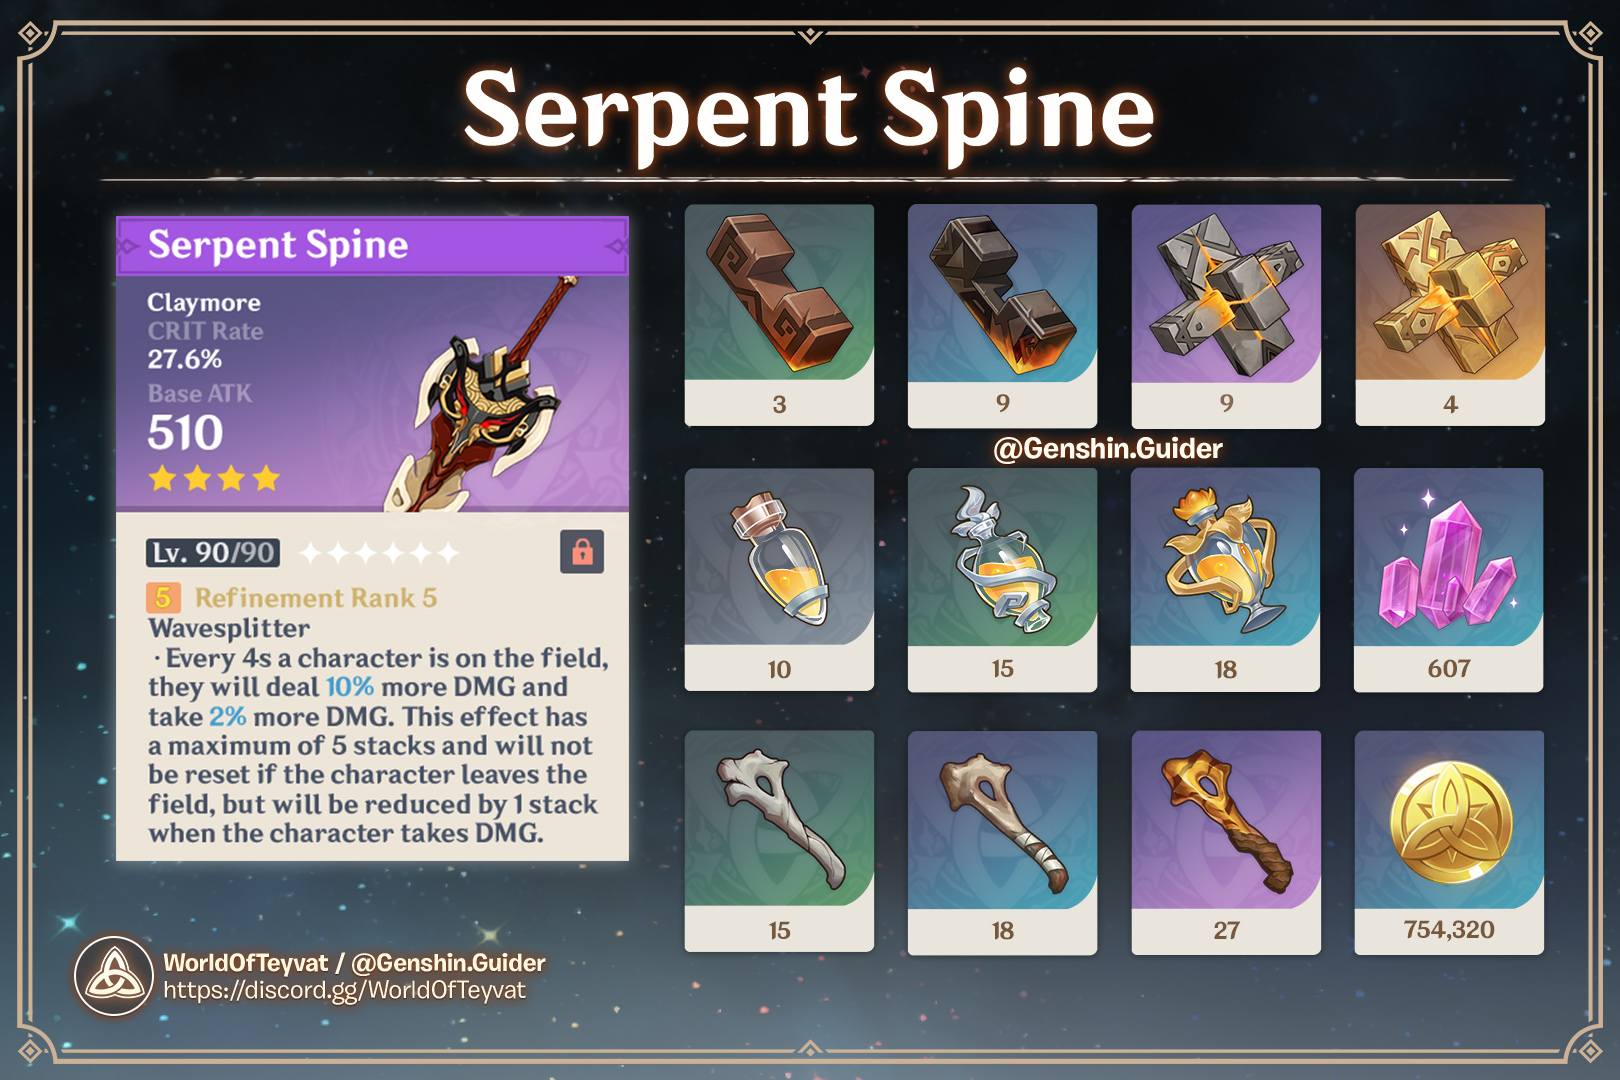 Serpent Spine
Serpent Spine
Claymore
CRIT Rate
27.6%
Base ATK
510
Lv. 90/90
5 Refinement Rank 5
Wavesplitter
· Every 4s a character is on the field,
they will deal 10% more DMG and
take 2% more DMG. This effect has
a maximum of 5 stacks and will not
be reset if the character leaves the
field, but will be reduced by 1 stack
when the character takes DMG.
3
9
9
4
@Genshin.Guider
10
15
18
607
15
18
27
754,320
WorldOfTeyvat / @Genshin.Guider
https://discord.gg/WorldOfTeyvat